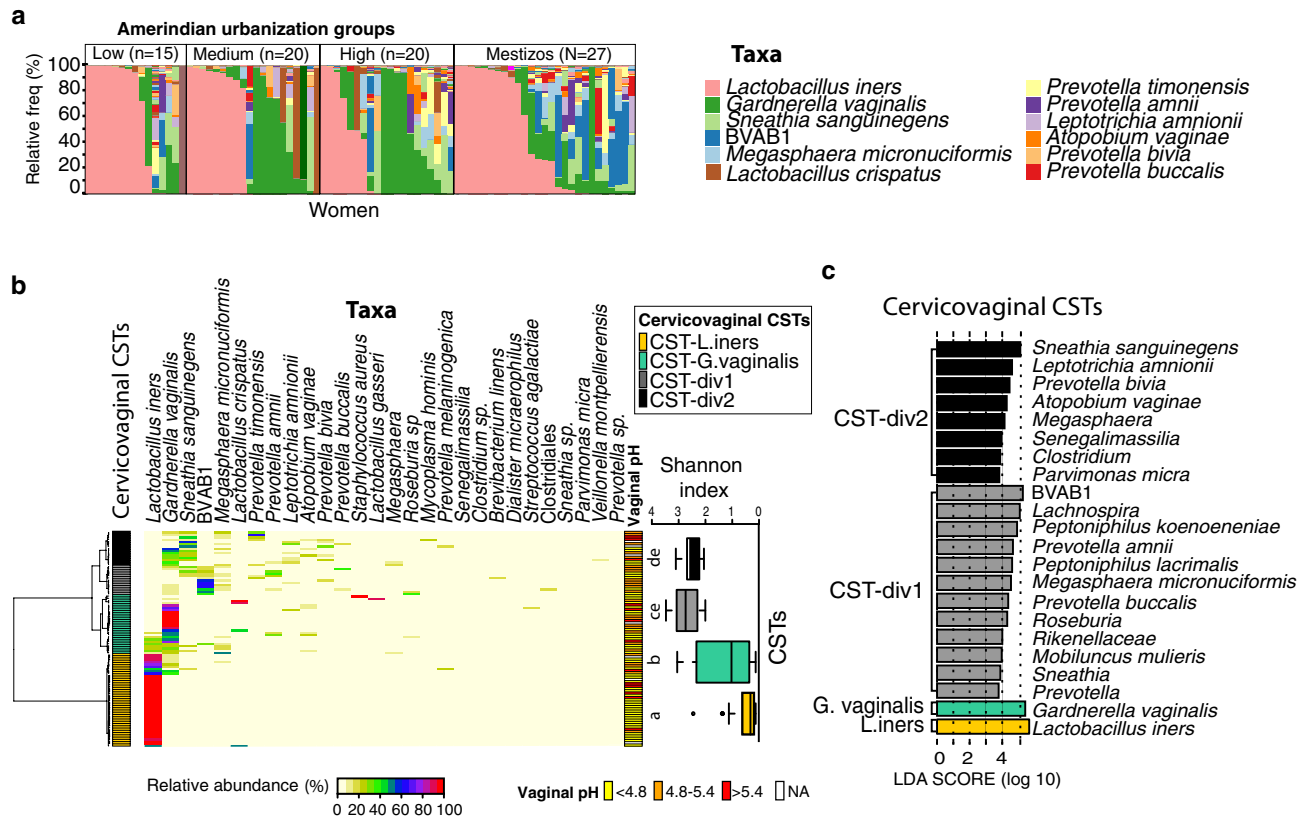 a
Amerindian urbanization groups
Low (n=15) Medium (n=20) High (n=20) Mestizos (N=27)
Relative freq (%)
100
80
60
40
20
0
Women
Taxa
Lactobacillus iners
Gardnerella vaginalis
Sneathia sanguinegens
BVAB1
Megasphaera micronuciformis
Lactobacillus crispatus
Prevotella timonensis
Prevotella amnii
Leptotrichia amnionii
Atopobium vaginae
Prevotella bivia
Prevotella buccalis
b
Taxa
Cervicovaginal CSTs
Lactobacillus iners
Gardnerella vaginalis
Sneathia sanguinegens
BVAB1
Megasphaera micronuciformis
Lactobacillus crispatus
Prevotella timonensis
Prevotella amnii
Leptotrichia amnionii
Atopobium vaginae
Prevotella bivia
Prevotella buccalis
Staphylococcus aureus
Lactobacillus gasseri
Megasphaera
Roseburia sp
Mycoplasma hominis
Prevotella melaninogenica
Senegalimassilia
Clostridium sp.
Brevibacterium linens
Dialister micraerophilus
Streptococcus agalactiae
Clostridiales
Sneathia sp.
Parvimonas micra
Veillonella montpellierensis
Prevotella sp.
Vaginal pH
Cervicovaginal CSTs
CST-L.iners
CST-G.vaginalis
CST-div1
CST-div2
Shannon
index
4 3 2 1 0
de
ce
b
a
CSTs
Relative abundance (%)
0 20 40 60 80 100
Vaginal pH <4.8 4.8-5.4 >5.4 NA
c
Cervicovaginal CSTs
CST-div2
Sneathia sanguinegens
Leptotrichia amnionii
Prevotella bivia
Atopobium vaginae
Megasphaera
Senegalimassilia
Clostridium
Parvimonas micra
CST-div1
BVAB1
Lachnospira
Peptoniphilus koenoeneniae
Prevotella amnii
Peptoniphilus lacrimalis
Megasphaera micronuciformis
Prevotella buccalis
Roseburia
Rikenellaceae
Mobiluncus mulieris
Sneathia
Prevotella
G. vaginalis Gardnerella vaginalis
L.iners Lactobacillus iners
0 2 4
LDA SCORE (log 10)